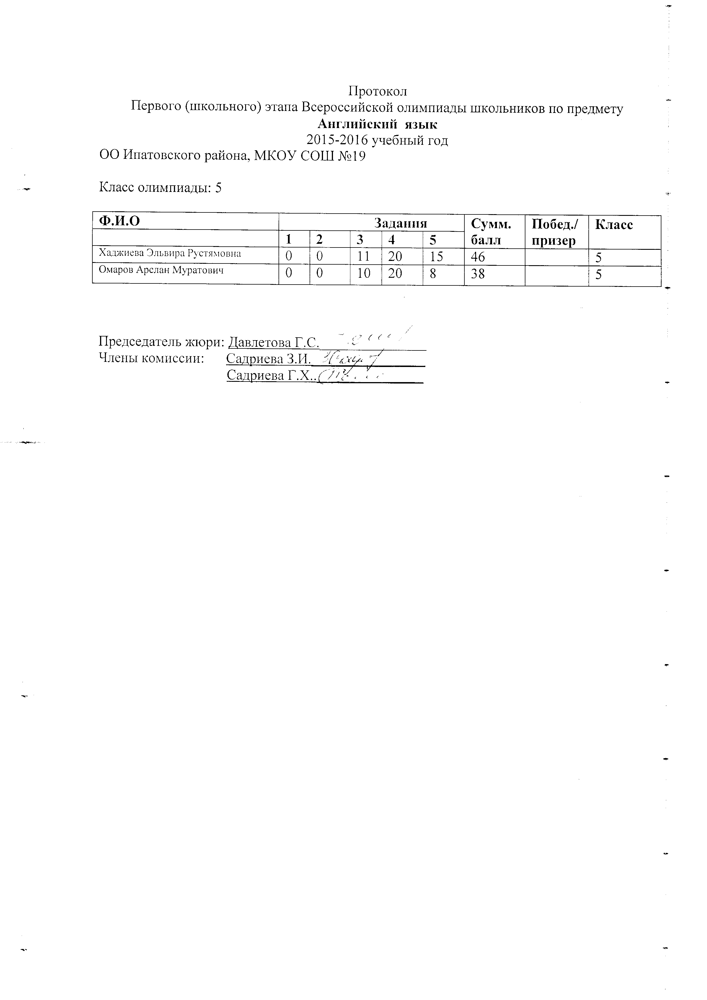 Протокол
Первого (школьного) этапа Всероссийской олимпиады школьников по предмету
Английский язык
2015-2016 учебный год
ОО Ипатовского района, МКОУ СОШ №19
Класс олимпиады: 5
Ф.И.О Задания Сумм. балл Побед./ призер Класс
1 2 3 4 5
Хаджиева Эльвира Рустямовна 0 0 11 20 15 46 5
Омаров Арслан Муратович 0 0 10 20 8 38 5
Председатель жюри: Давлетова Г.С.
Члены комиссии: Садриева З.И.
Садриева Г.Х..